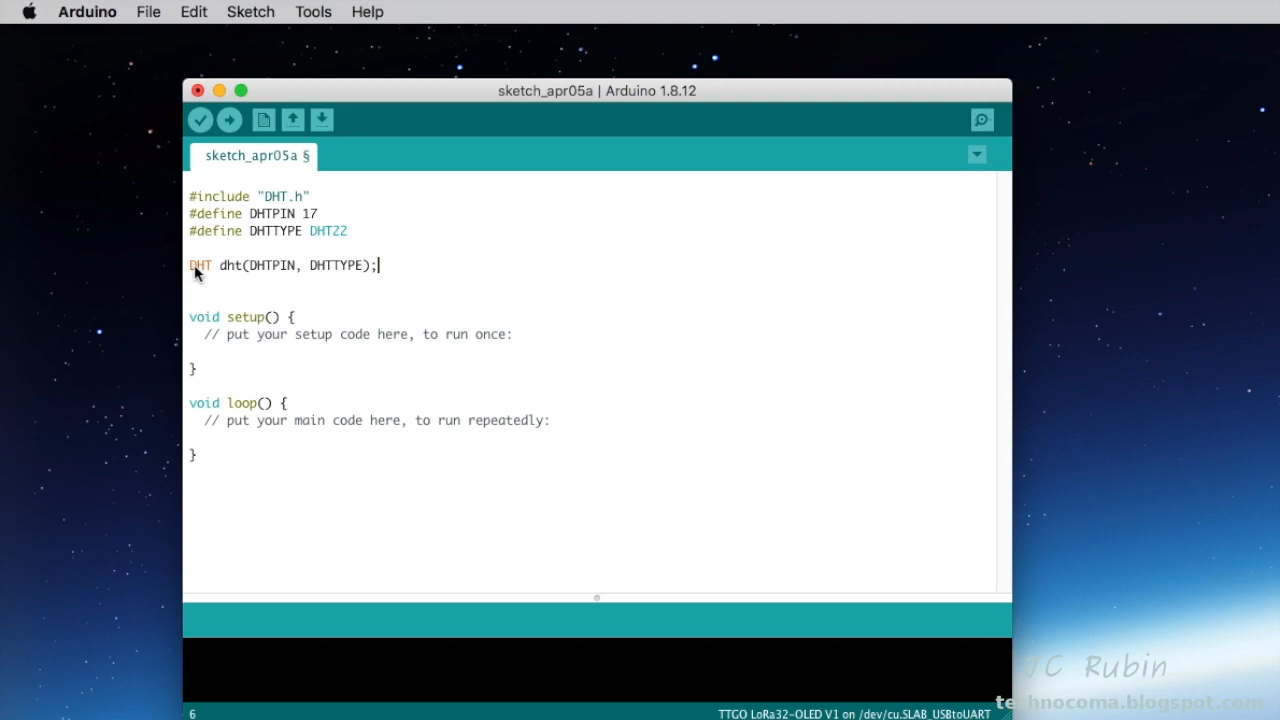 Arduino File Edit Sketch Tools Help
sketch_apr05a | Arduino 1.8.12
sketch_apr05a §
#include "DHT.h"
#define DHTPIN 17
#define DHTTYPE DHT22
DHT dht(DHTPIN, DHTTYPE);
void setup() {
// put your setup code here, to run once:
}
void loop() {
// put your main code here, to run repeatedly:
}
JC Rubin
technocoma.blogspot.com
6 TTGO LoRa32-OLED V1 on /dev/cu.SLAB_USBtoUART